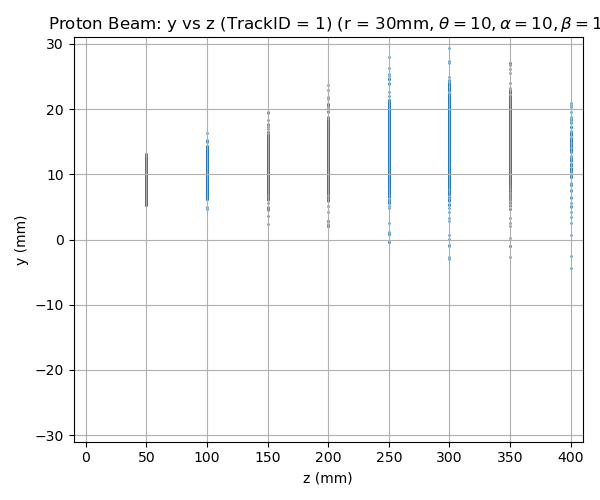 Proton Beam: y vs z (TrackID = 1) (r = 30mm, θ = 10, α = 10, β = 1
30
20
10
0
−10
−20
−30
y (mm)
0 50 100 150 200 250 300 350 400
z (mm)